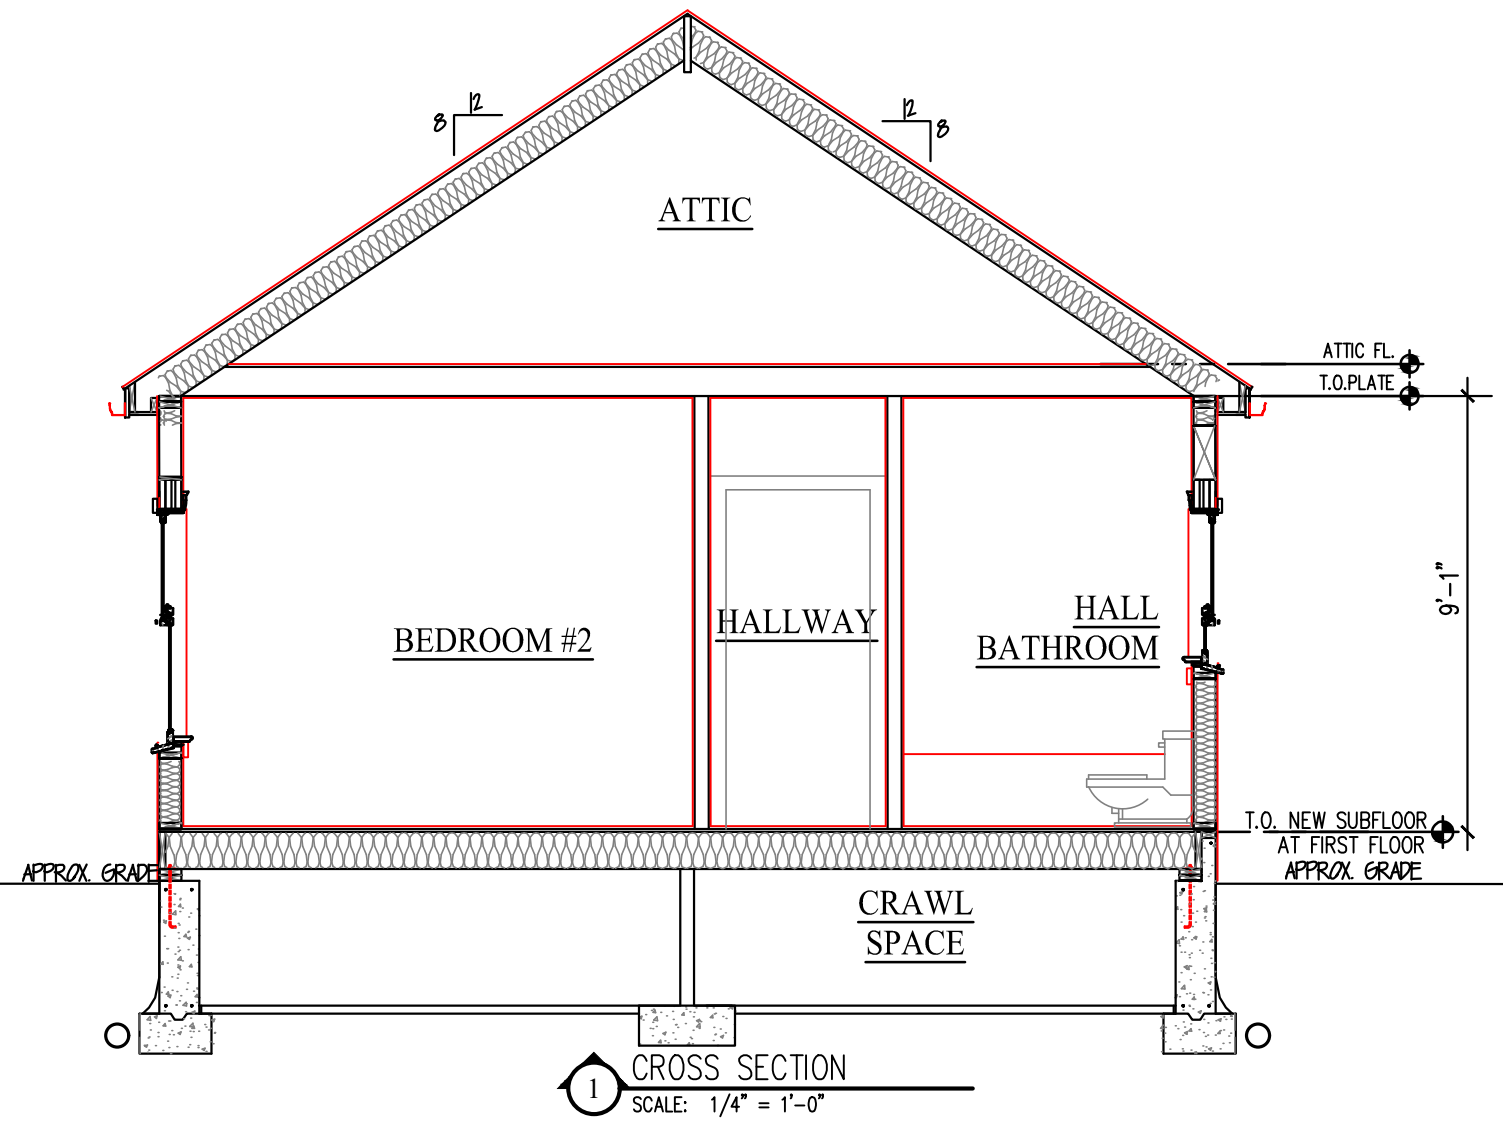 12
8
12
8
ATTIC
ATTIC FL.
T.O.PLATE
9'-1"
HALL
BATHROOM
HALLWAY
BEDROOM #2
T.O. NEW SUBFLOOR
AT FIRST FLOOR
APPROX. GRADE
APPROX. GRADE
CRAWL
SPACE
1
CROSS SECTION
SCALE: 1/4" = 1'-0"